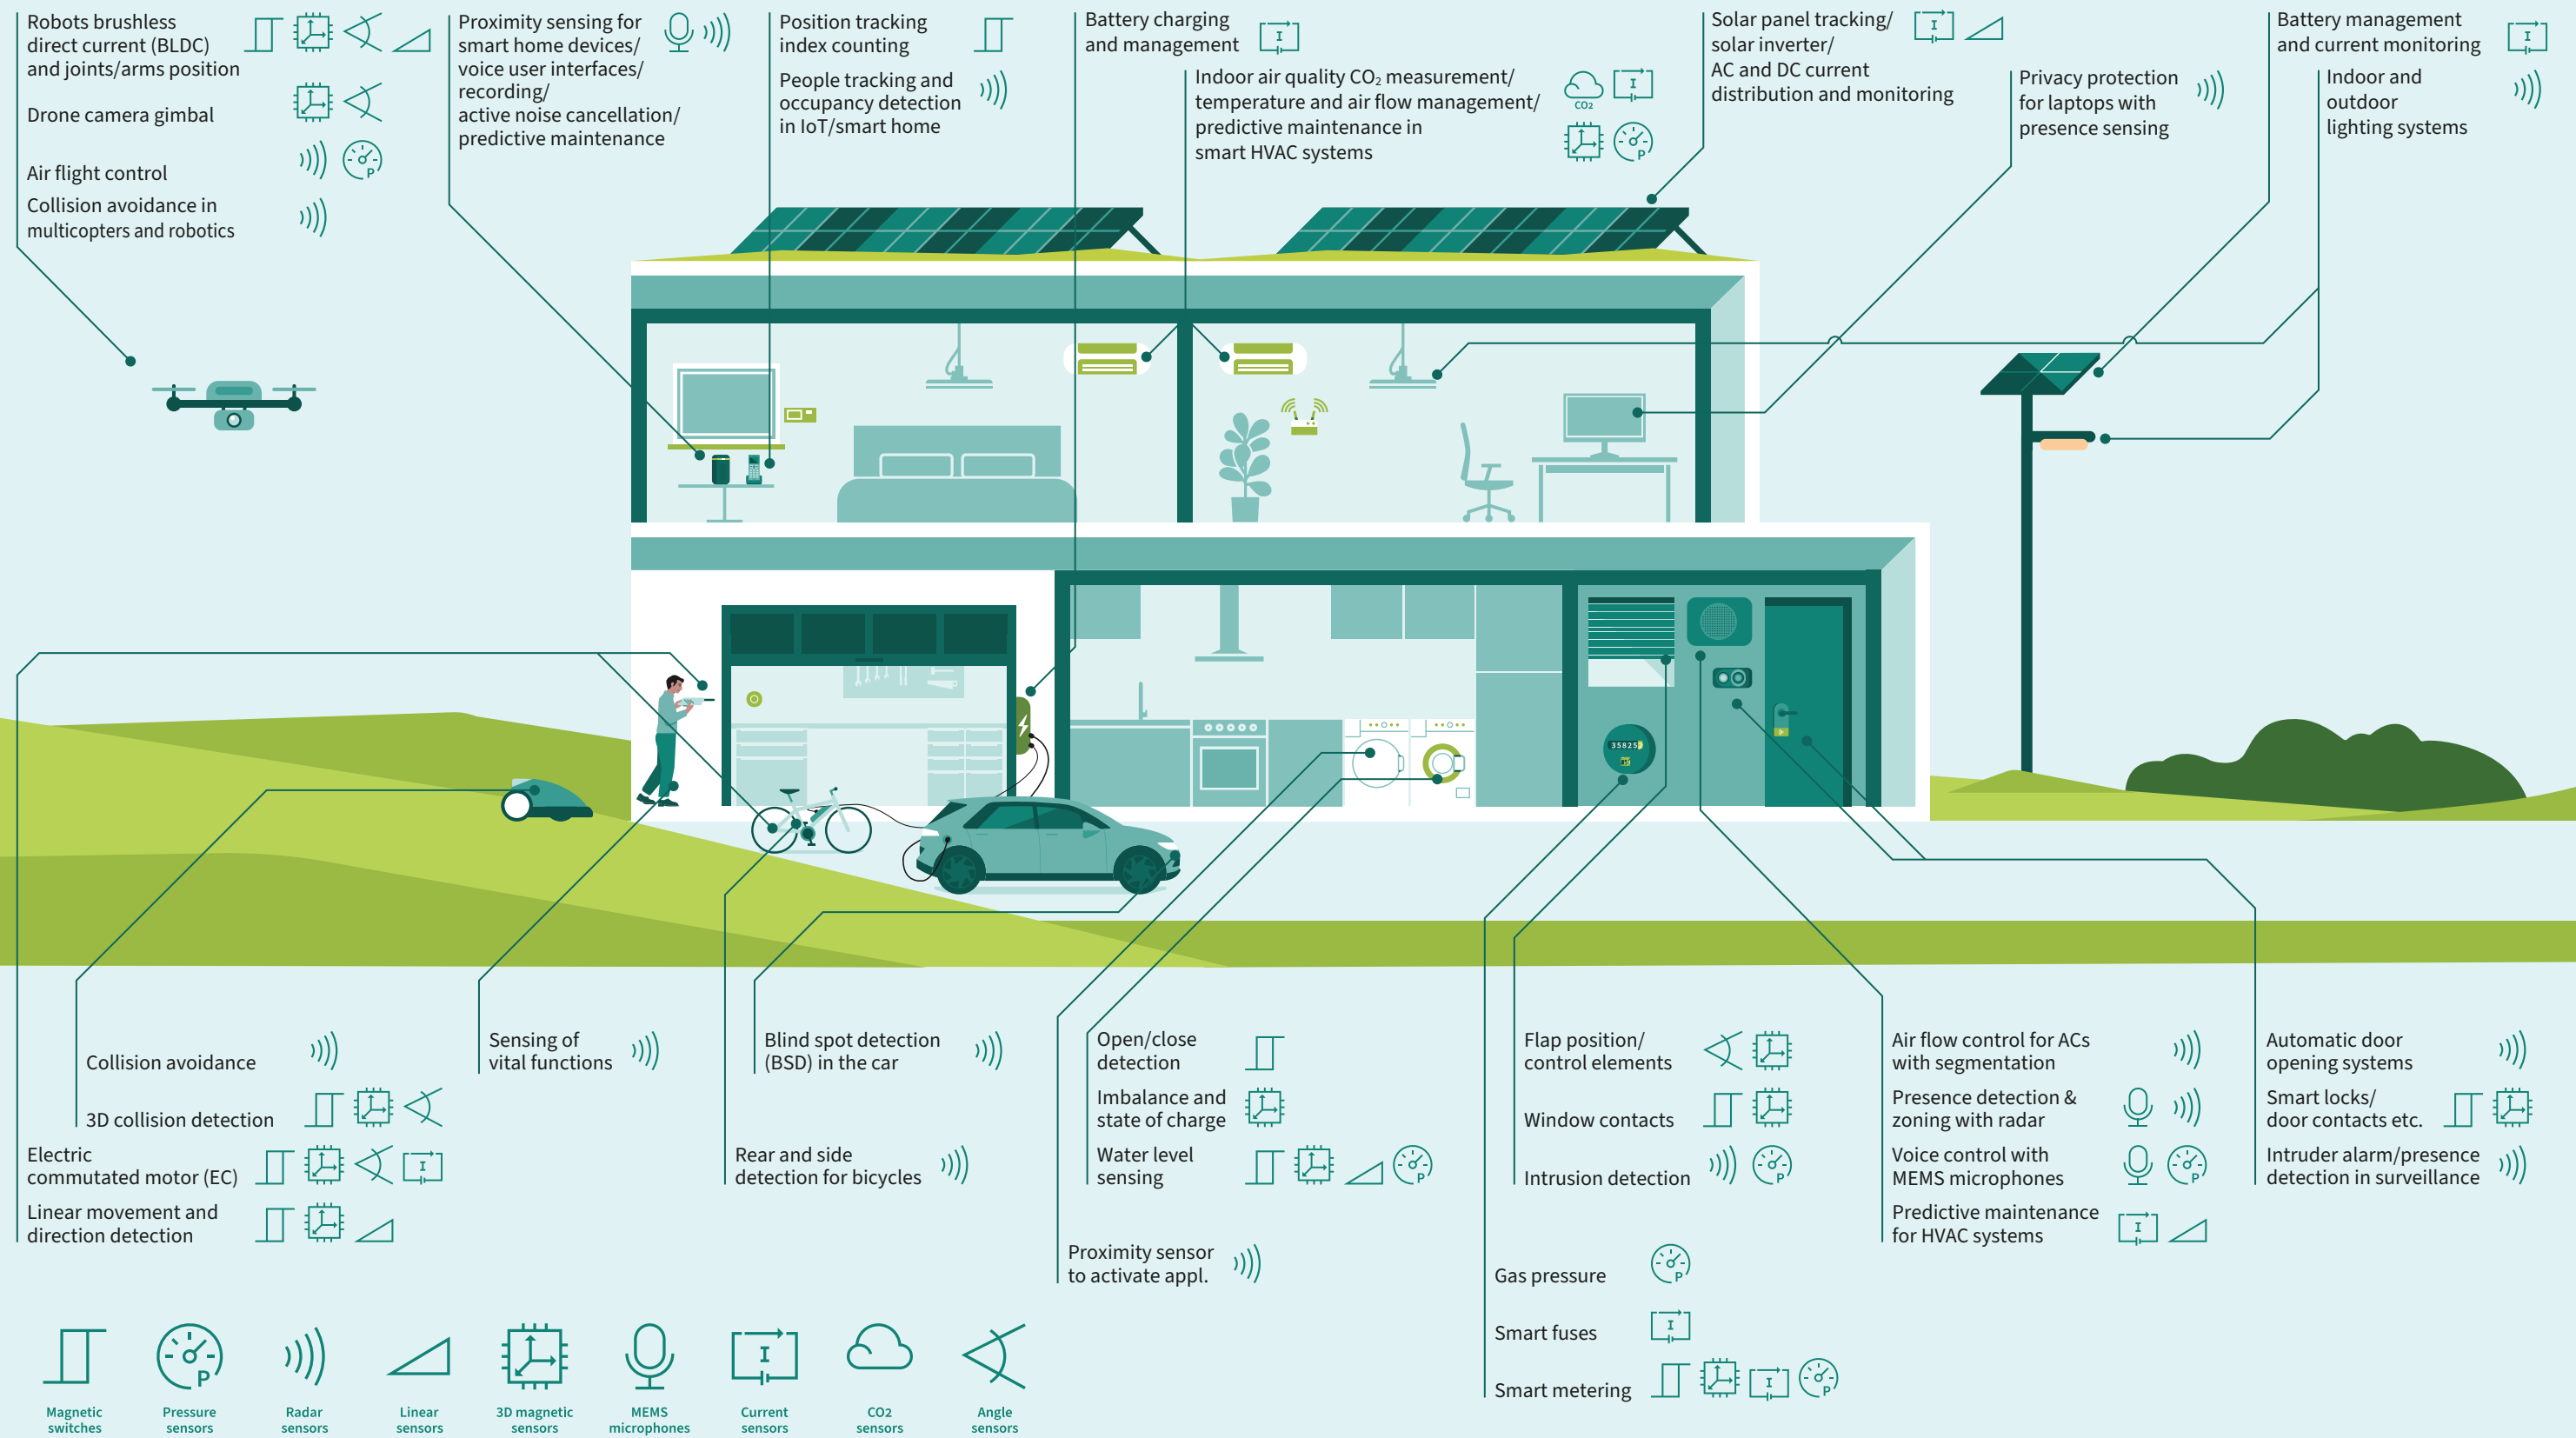 Robots brushless
direct current (BLDC)
and joints/arms position
Drone camera gimbal
Air flight control
Collision avoidance in
multicopters and robotics
Proximity sensing for
smart home devices/
voice user interfaces/
recording/
active noise cancellation/
predictive maintenance
Position tracking
index counting
People tracking and
occupancy detection
in IoT/smart home
Battery charging
and management
I
Indoor air quality CO₂ measurement/
temperature and air flow management/
predictive maintenance in
smart HVAC systems
CO2
I
P
Solar panel tracking/
solar inverter/
AC and DC current
distribution and monitoring
I
Privacy protection
for laptops with
presence sensing
Battery management
and current monitoring
I
Indoor and
outdoor
lighting systems
P
35825
Collision avoidance
3D collision detection
Electric
commutated motor (EC)
I
Linear movement and
direction detection
Sensing of
vital functions
Blind spot detection
(BSD) in the car
Rear and side
detection for bicycles
Open/close
detection
Imbalance and
state of charge
Water level
sensing
P
Proximity sensor
to activate appl.
Flap position/
control elements
Window contacts
Intrusion detection
P
Gas pressure
P
Smart fuses
I
Smart metering
I
P
Air flow control for ACs
with segmentation
Presence detection &
zoning with radar
Voice control with
MEMS microphones
P
Predictive maintenance
for HVAC systems
I
Automatic door
opening systems
Smart locks/
door contacts etc.
Intruder alarm/presence
detection in surveillance
P
I
Magnetic
switches
Pressure
sensors
Radar
sensors
Linear
sensors
3D magnetic
sensors
MEMS
microphones
Current
sensors
CO2
sensors
Angle
sensors